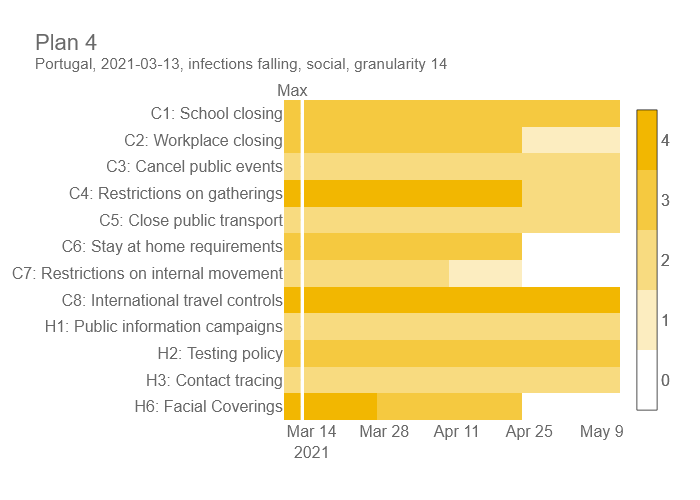 Plan 4
Portugal, 2021-03-13, infections falling, social, granularity 14
Max
C1: School closing
C2: Workplace closing
C3: Cancel public events
C4: Restrictions on gatherings
C5: Close public transport
C6: Stay at home requirements
C7: Restrictions on internal movement
C8: International travel controls
H1: Public information campaigns
H2: Testing policy
H3: Contact tracing
H6: Facial Coverings
Mar 14 Mar 28 Apr 11 Apr 25 May 9
2021
4
3
2
1
0